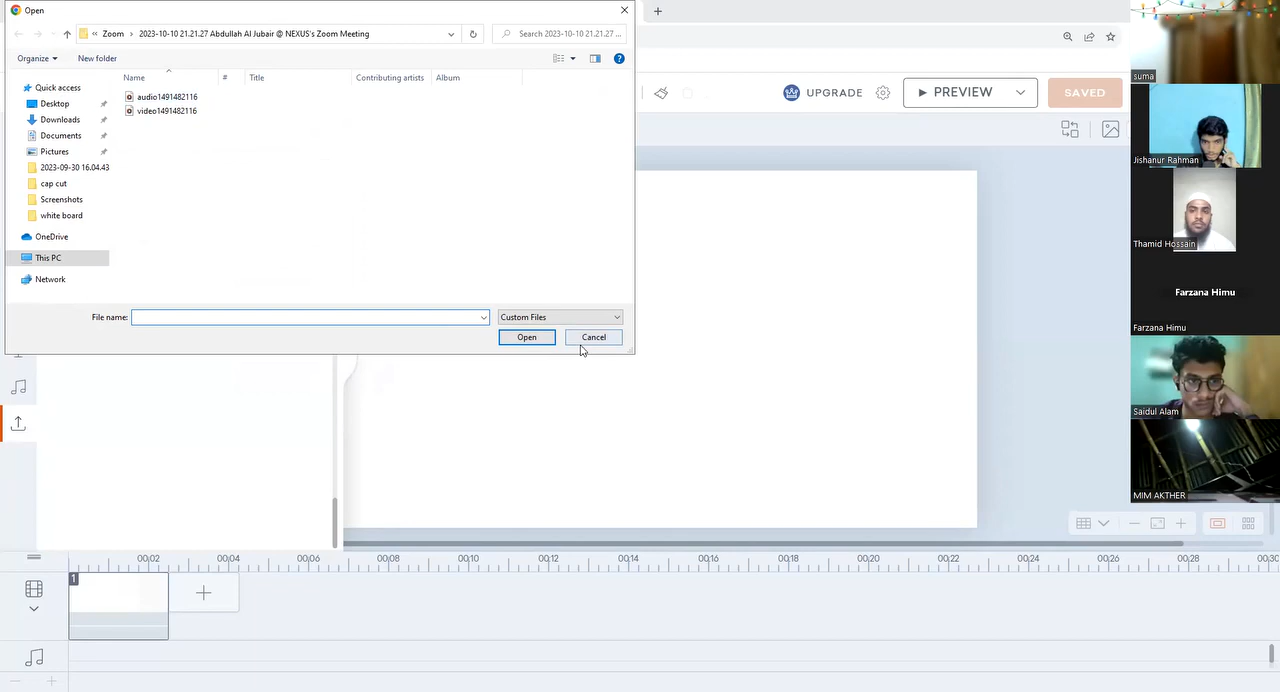 Open
Zoom
2023-10-10 21.21.27 Abdullah Al Jubair @ NEXUS's Zoom Meeting
Search 2023-10-10 21.21.27 ...
Organize
New folder
Name
#
Title
Contributing artists
Album
Quick access
Desktop
Downloads
Documents
Pictures
2023-09-30 16.04.43
cap cut
Screenshots
white board
OneDrive
This PC
Network
audio1491482116
video1491482116
File name:
Custom Files
Open
Cancel
UPGRADE
PREVIEW
SAVED
suma
Jishanur Rahman
Thamid Hossain
Farzana Himu
Farzana Himu
Saidul Alam
MIM AKTHER
00:02
00:04
00:06
00:08
00:10
00:12
00:14
00:16
00:18
00:20
00:22
00:24
00:26
00:28
00:30
1